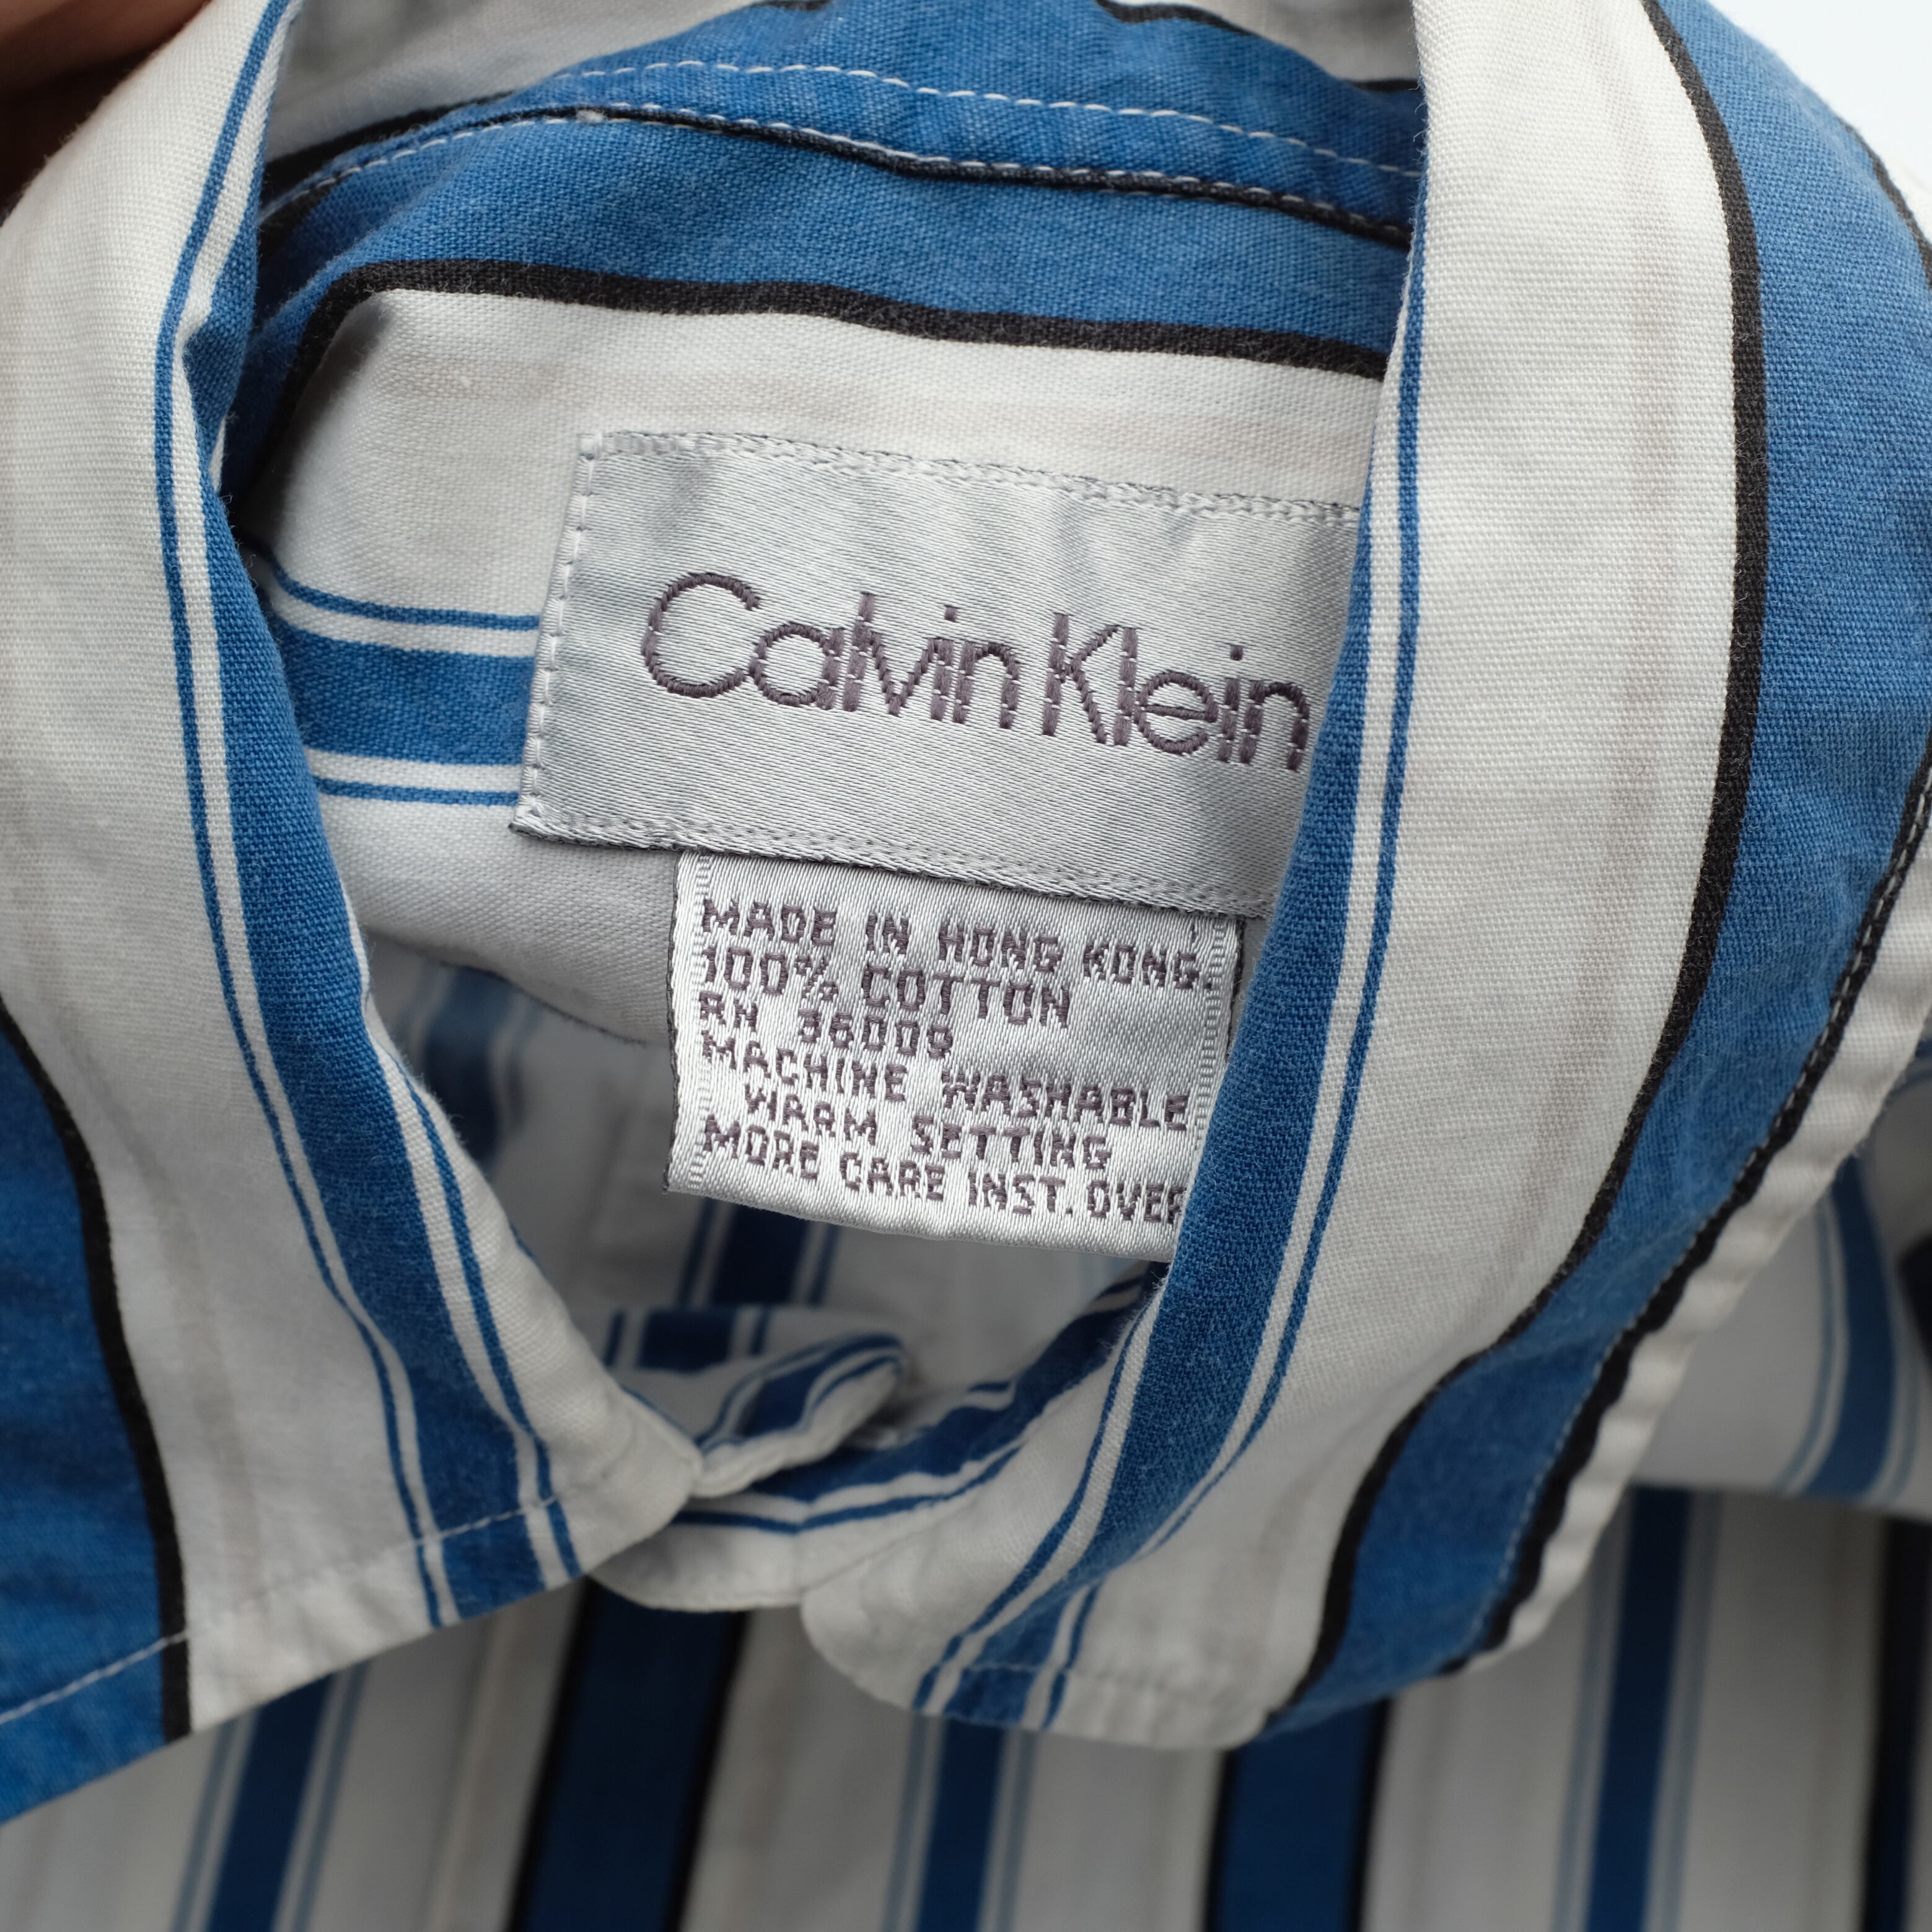 Calvin Klein
MADE IN HONG KONG.
100% COTTON
RN 36009
MACHINE WASHABLE
WARM SETTING
MORE CARE INST. OVER